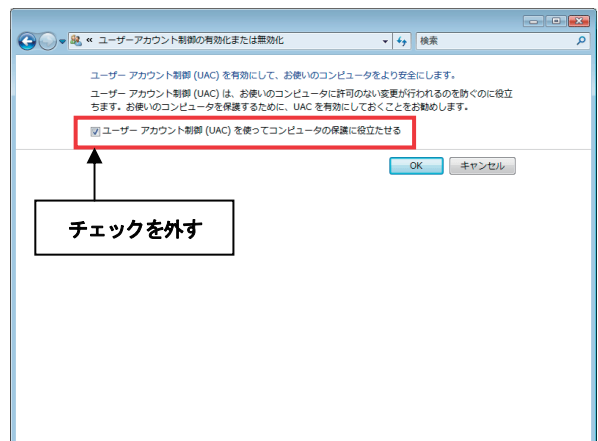 « ユーザーアカウント制御の有効化または無効化
検索
ユーザー アカウント制御 (UAC) を有効にして、お使いのコンピュータをより安全にします。
ユーザー アカウント制御 (UAC) は、お使いのコンピュータに許可のない変更が行われるのを防ぐのに役立
ちます。お使いのコンピュータを保護するために、UAC を有効にしておくことをお勧めします。
ユーザー アカウント制御 (UAC) を使ってコンピュータの保護に役立たせる
OK
キャンセル
チェックを外す